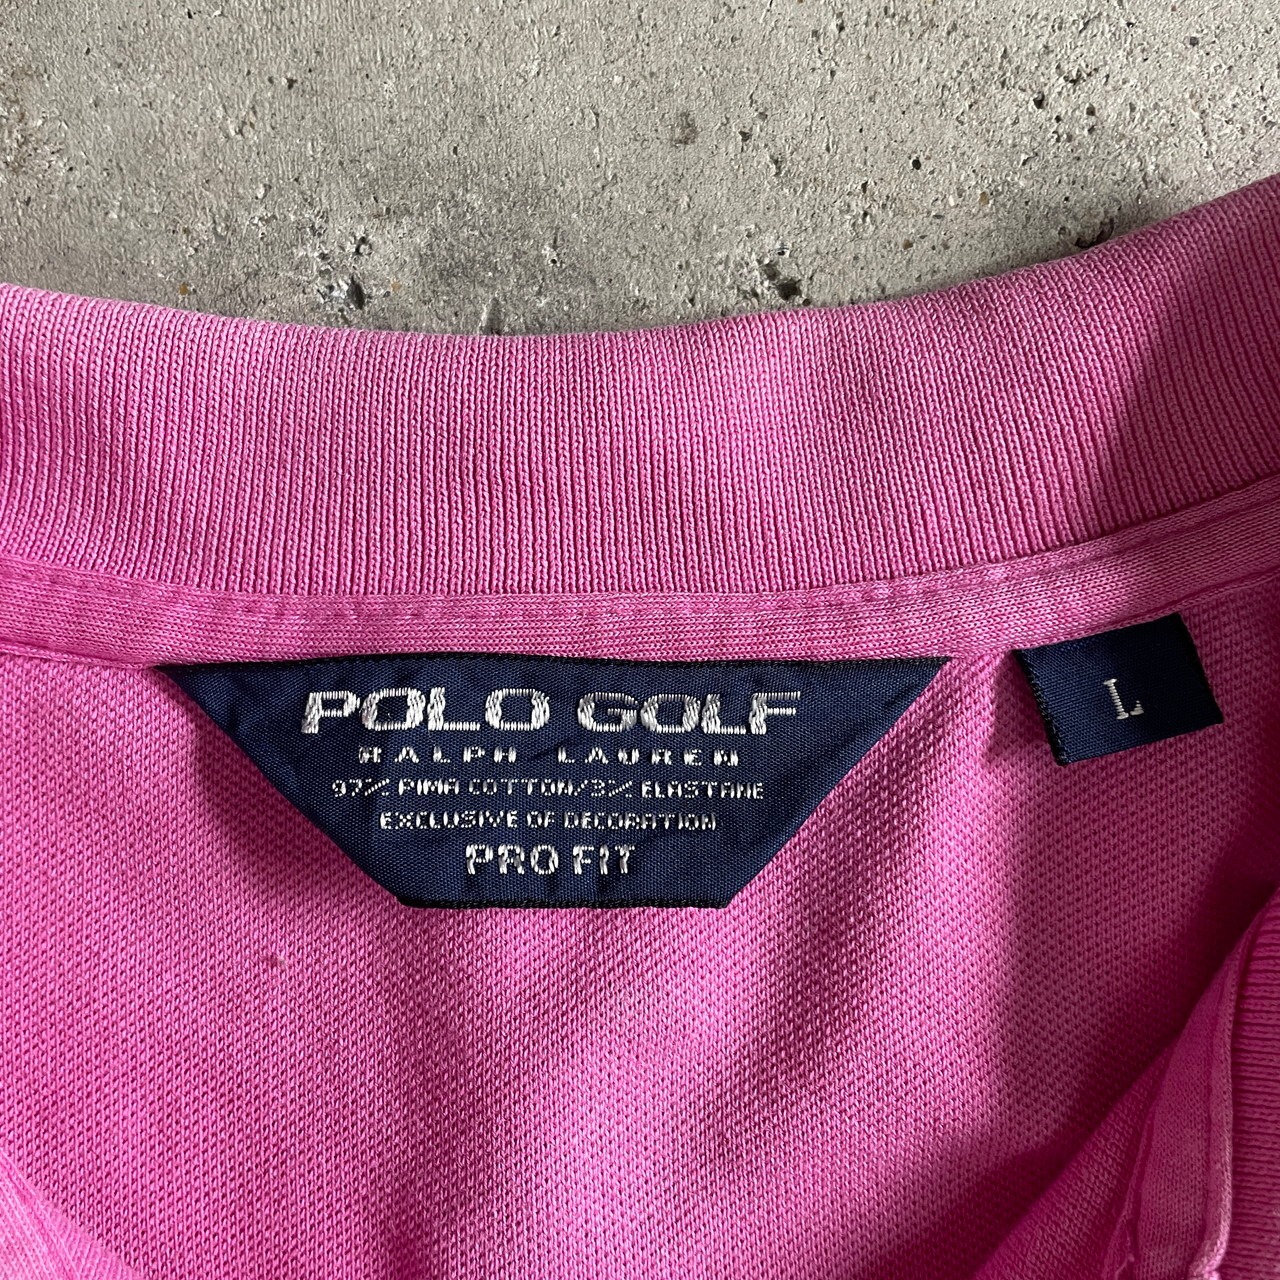 POLO GOLF
RALPH LAUREN
97% PIMA COTTON/3% ELASTANE
EXCLUSIVE OF DECORATION
PRO FIT
L